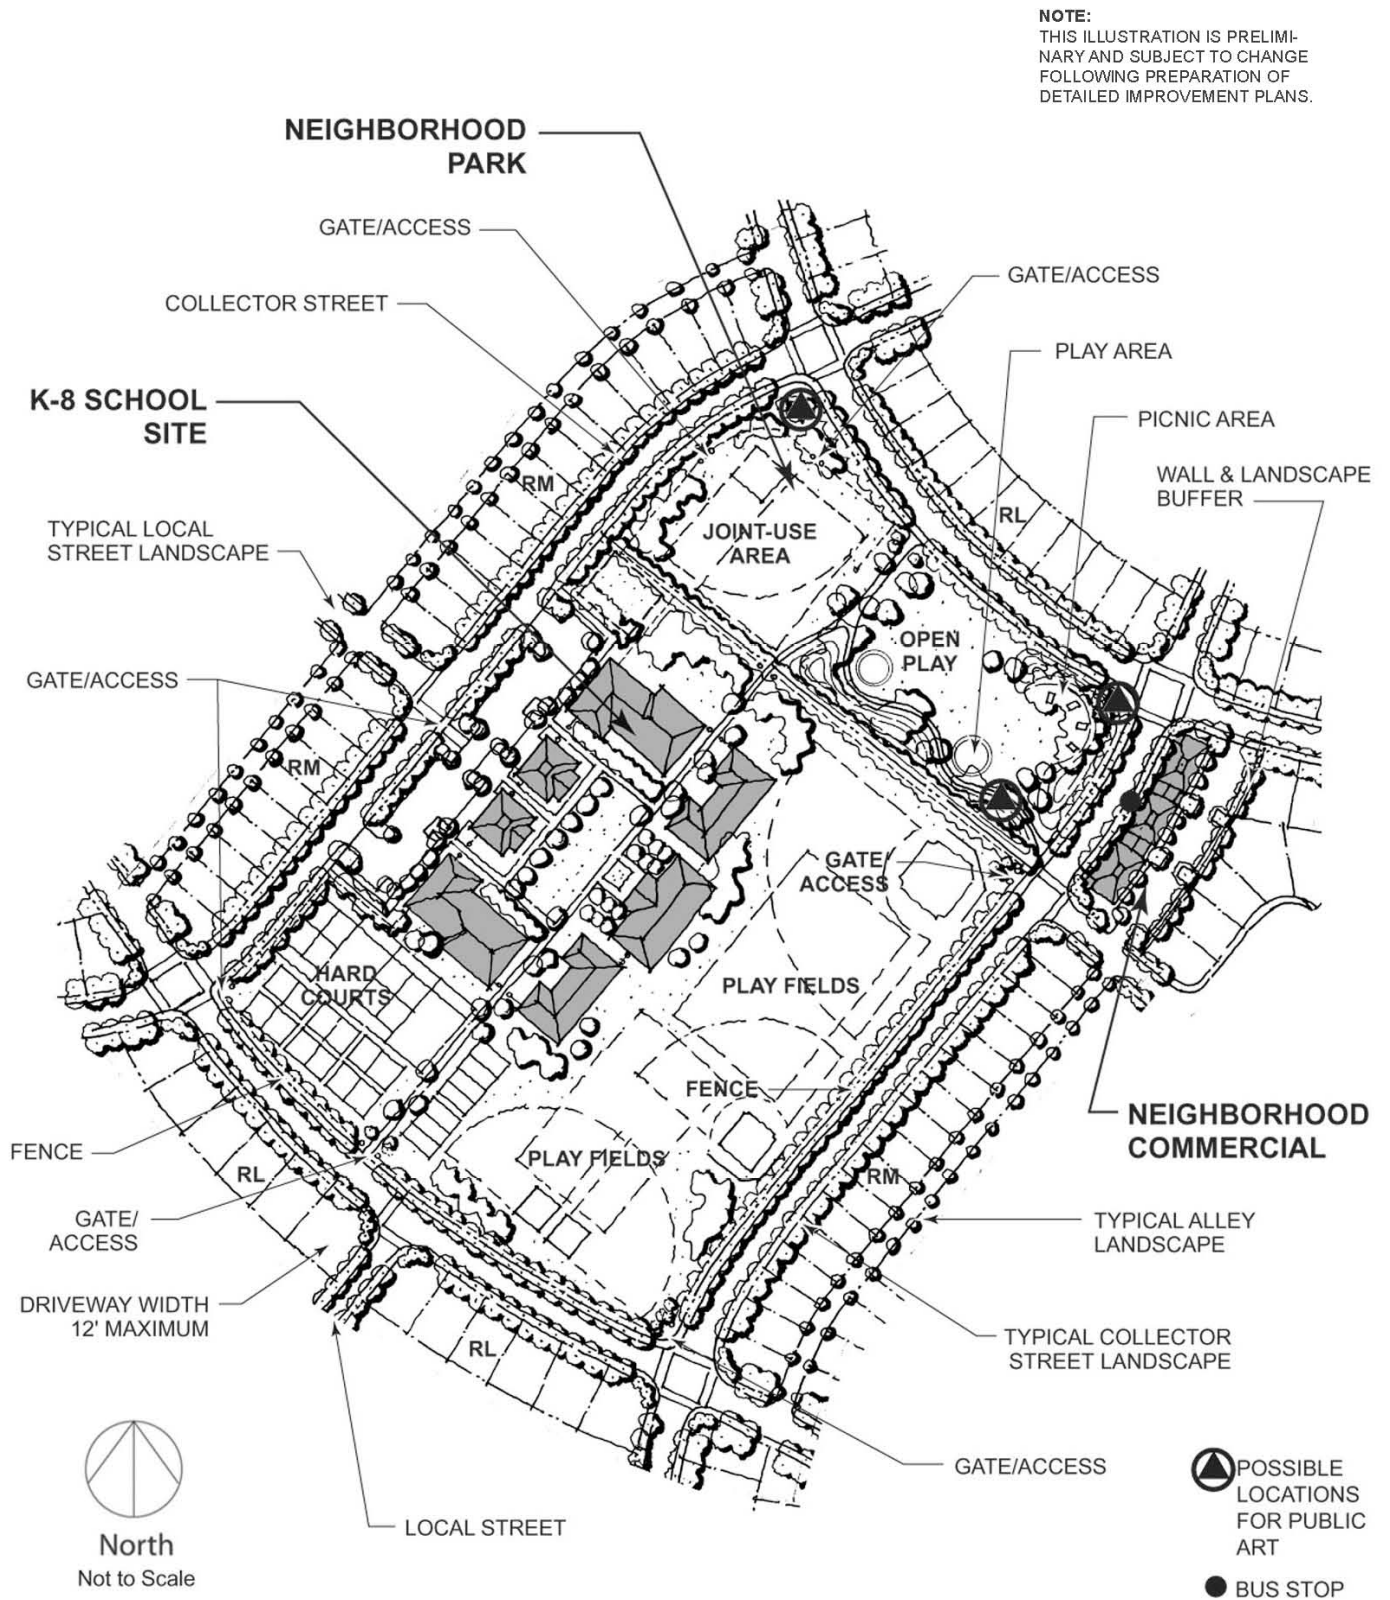 NOTE:
THIS ILLUSTRATION IS PRELIMI-
NARY AND SUBJECT TO CHANGE
FOLLOWING PREPARATION OF
DETAILED IMPROVEMENT PLANS.
NEIGHBORHOOD
PARK
GATE/ACCESS
GATE/ACCESS
COLLECTOR STREET
PLAY AREA
K-8 SCHOOL
SITE
PICNIC AREA
WALL & LANDSCAPE
BUFFER
RM
RL
TYPICAL LOCAL
STREET LANDSCAPE
JOINT-USE
AREA
OPEN
PLAY
GATE/ACCESS
RM
GATE/
ACCESS
HARD
COURTS
PLAY FIELDS
FENCE
NEIGHBORHOOD
COMMERCIAL
FENCE
PLAY FIELDS
RL
RM
GATE/
ACCESS
TYPICAL ALLEY
LANDSCAPE
DRIVEWAY WIDTH
12' MAXIMUM
RL
TYPICAL COLLECTOR
STREET LANDSCAPE
GATE/ACCESS
LOCAL STREET
North
Not to Scale
POSSIBLE
LOCATIONS
FOR PUBLIC
ART
BUS STOP